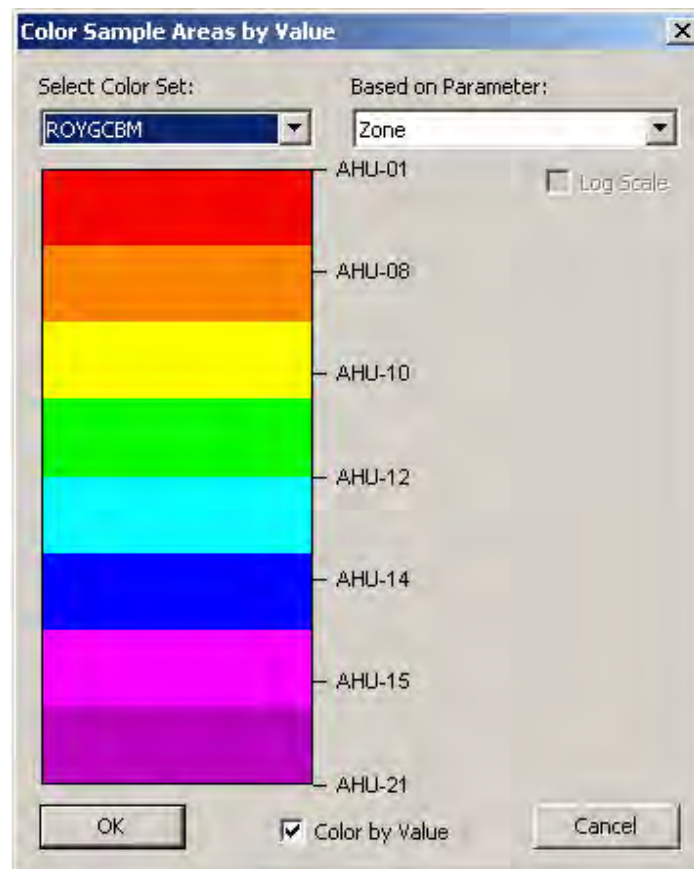 Color Sample Areas by Value
Select Color Set: Based on Parameter:
ROYGCBM Zone
AHU-01
Log Scale
AHU-08
AHU-10
AHU-12
AHU-14
AHU-15
AHU-21
OK Color by Value Cancel